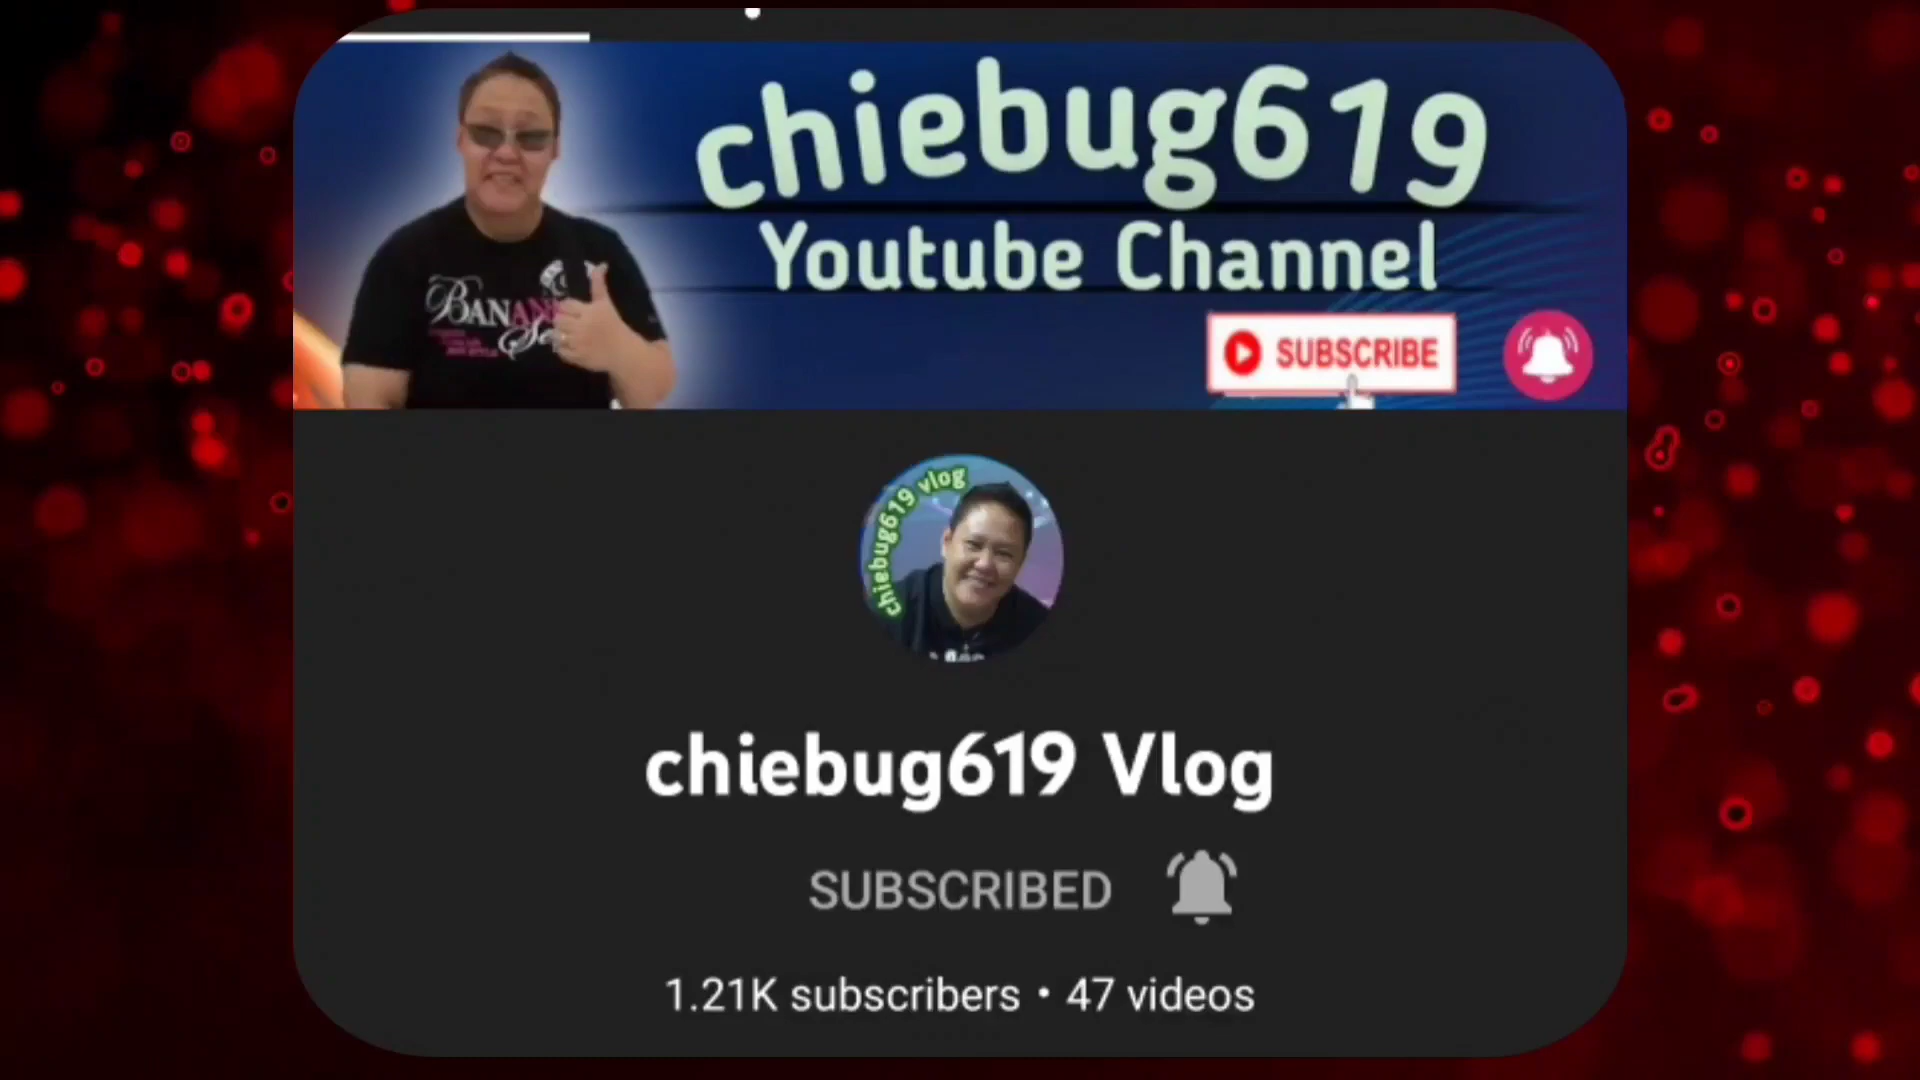 chiebug619
Youtube Channel
SUBSCRIBE
chiebug619 vlog
chiebug619 Vlog
SUBSCRIBED
1.21K subscribers • 47 videos